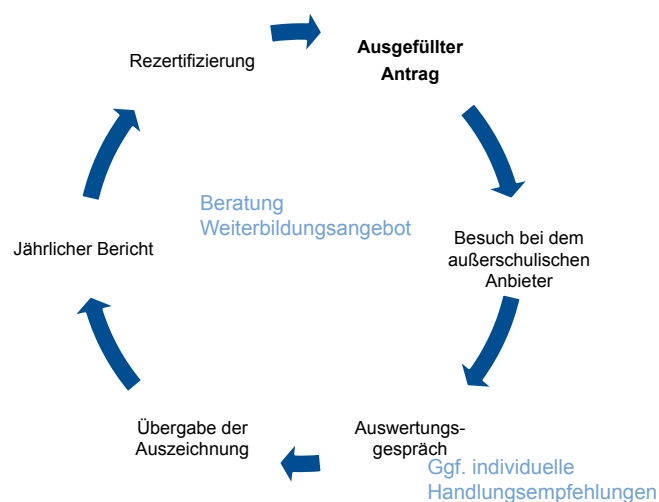 Ausgefüllter
Antrag
Rezertifizierung
Beratung
Weiterbildungsangebot
Jährlicher Bericht
Besuch bei dem
außerschulischen
Anbieter
Übergabe der
Auszeichnung
Auswertungs-
gespräch
Ggf. individuelle
Handlungsempfehlungen